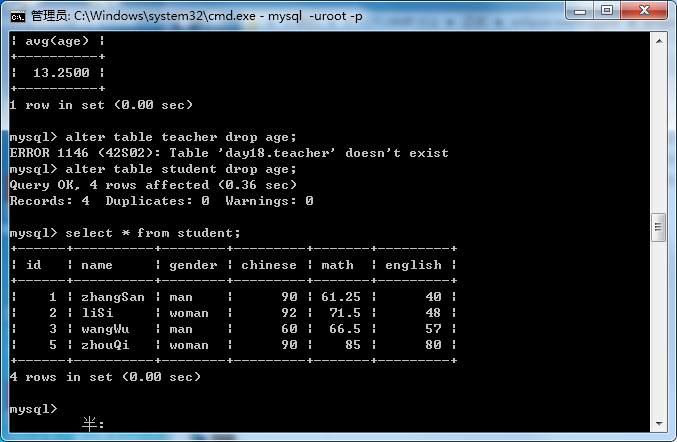 管理员: C:\Windows\system32\cmd.exe - mysql  -uroot -p
¦ avg(age) ¦
+----------+
¦  13.2500 ¦
+----------+
1 row in set (0.00 sec)
mysql> alter table teacher drop age;
ERROR 1146 (42S02): Table 'day18.teacher' doesn't exist
mysql> alter table student drop age;
Query OK, 4 rows affected (0.36 sec)
Records: 4  Duplicates: 0  Warnings: 0
mysql> select * from student;
+------+----------+--------+---------+-------+---------+
¦ id   ¦ name     ¦ gender ¦ chinese ¦ math  ¦ english ¦
+------+----------+--------+---------+-------+---------+
¦    1 ¦ zhangSan ¦ man    ¦      90 ¦ 61.25 ¦      40 ¦
¦    2 ¦ liSi     ¦ woman  ¦      92 ¦  71.5 ¦      48 ¦
¦    3 ¦ wangWu   ¦ man    ¦      60 ¦  66.5 ¦      57 ¦
¦    5 ¦ zhouQi   ¦ woman  ¦      90 ¦    85 ¦      80 ¦
+------+----------+--------+---------+-------+---------+
4 rows in set (0.00 sec)
mysql>
半: